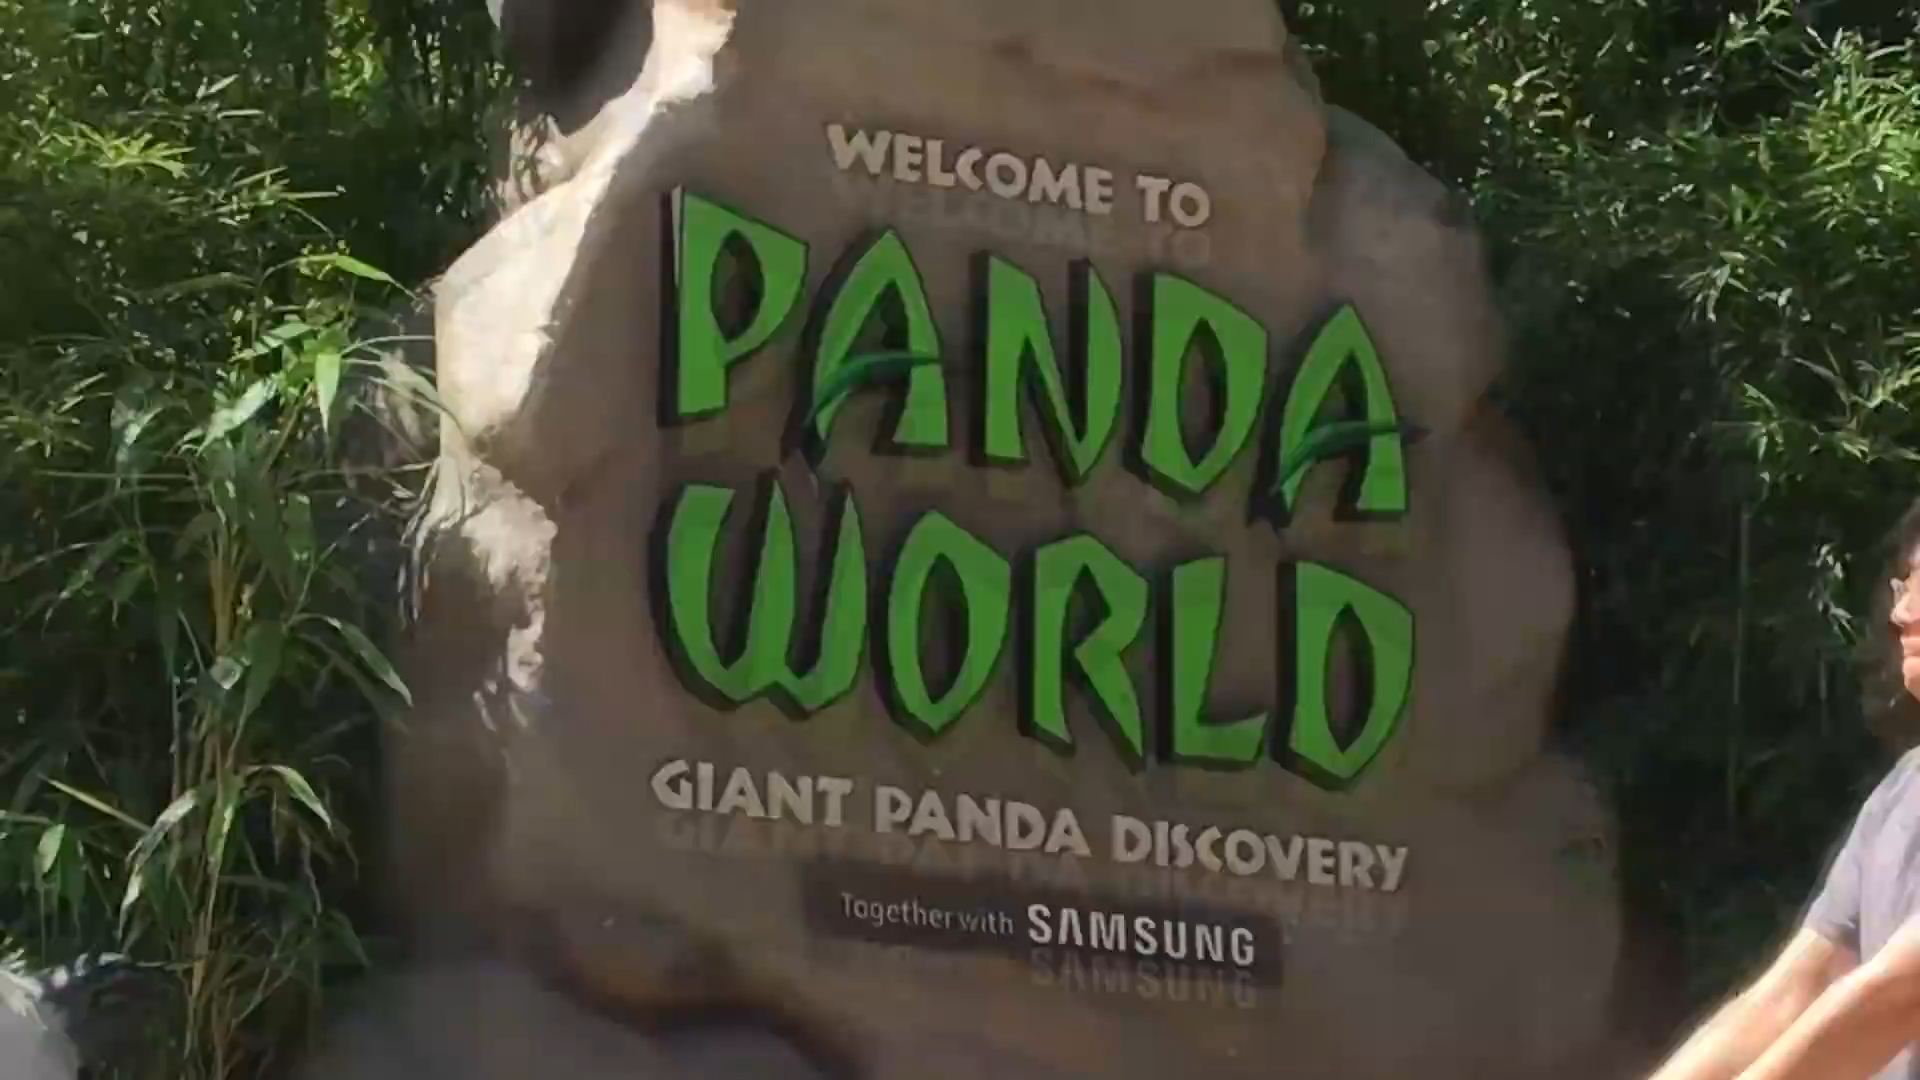 WELCOME TO
PANDA
WORLD
GIANT PANDA DISCOVERY
Together with SAMSUNG